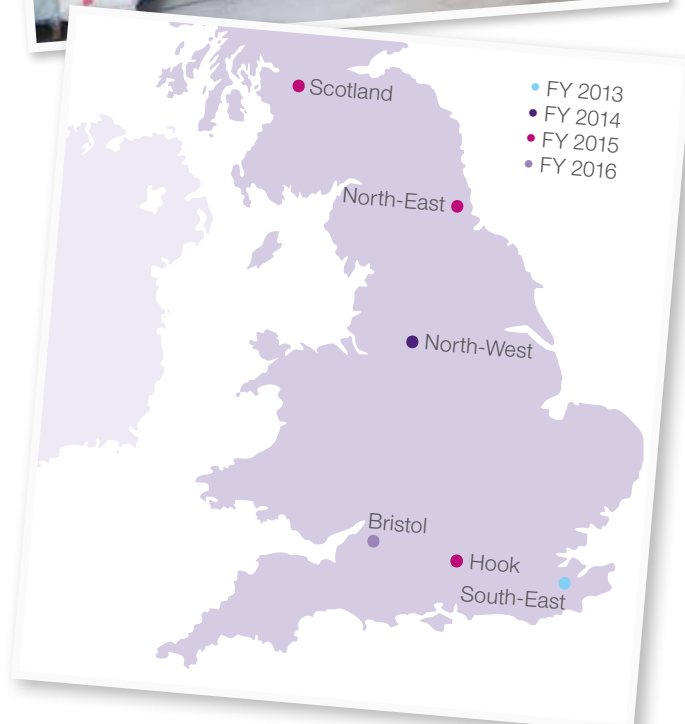 Scotland
FY 2013
FY 2014
FY 2015
FY 2016
North-East
North-West
Bristol
Hook
South-East